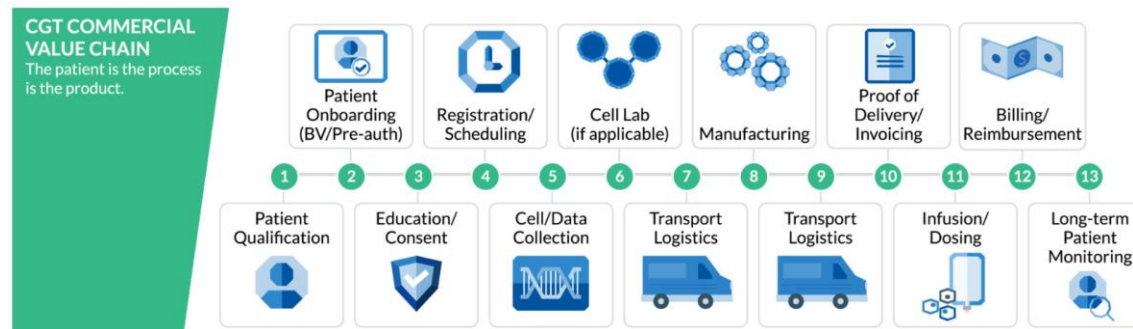 CGT COMMERCIAL
VALUE CHAIN
The patient is the process
is the product.
Patient
Onboarding
(BV/Pre-auth)
Registration/
Scheduling
Cell Lab
(if applicable)
Manufacturing
Proof of
Delivery/
Invoicing
$
Billing/
Reimbursement
1
2
3
4
5
6
7
8
9
10
11
12
13
Patient
Qualification
Education/
Consent
Cell/Data
Collection
Transport
Logistics
Transport
Logistics
Infusion/
Dosing
Long-term
Patient
Monitoring